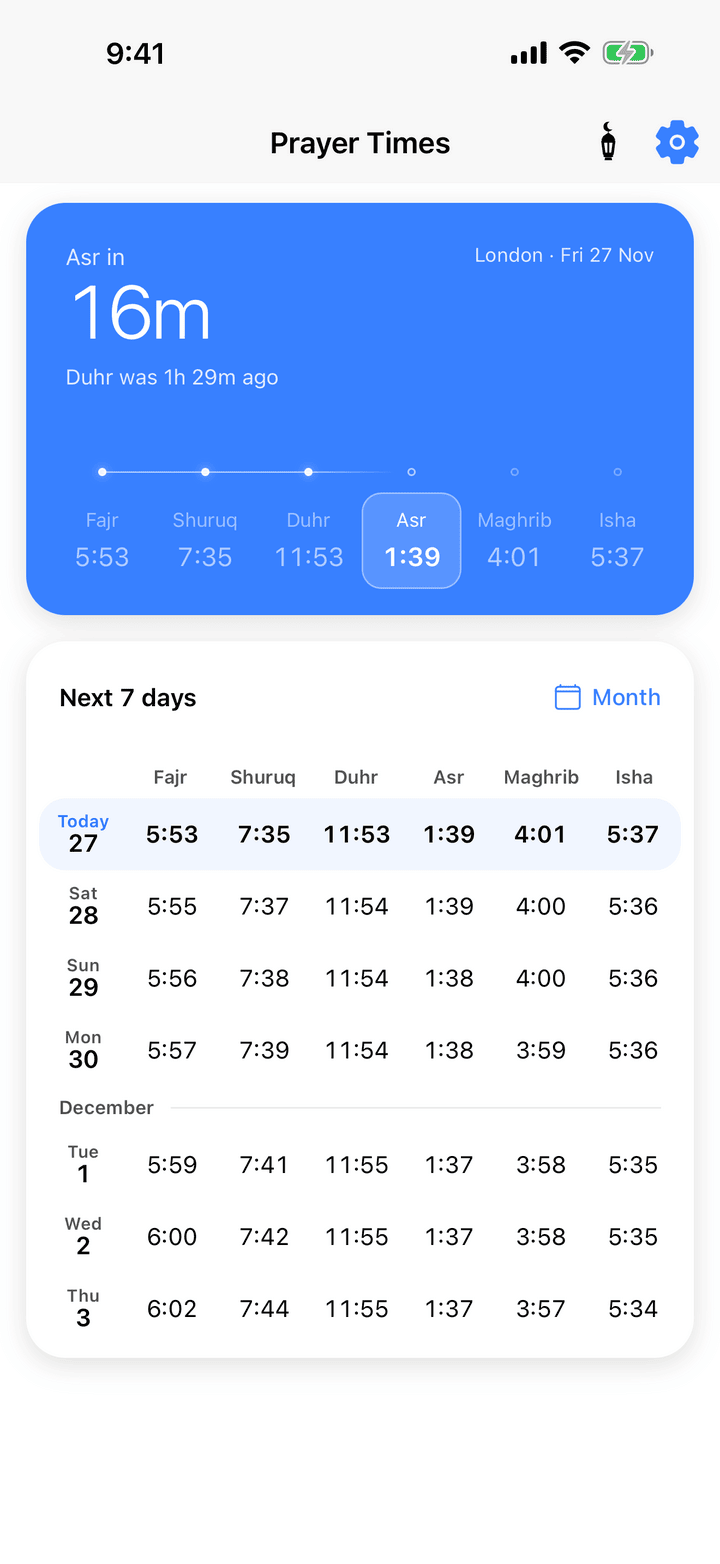 9:41
Prayer Times
Asr in
London · Fri 27 Nov
16m
Duhr was 1h 29m ago
Fajr Shuruq Duhr Asr Maghrib Isha
5:53 7:35 11:53 1:39 4:01 5:37
Next 7 days Month
Fajr Shuruq Duhr Asr Maghrib Isha
Today 27 5:53 7:35 11:53 1:39 4:01 5:37
Sat 28 5:55 7:37 11:54 1:39 4:00 5:36
Sun 29 5:56 7:38 11:54 1:38 4:00 5:36
Mon 30 5:57 7:39 11:54 1:38 3:59 5:36
December
Tue 1 5:59 7:41 11:55 1:37 3:58 5:35
Wed 2 6:00 7:42 11:55 1:37 3:58 5:35
Thu 3 6:02 7:44 11:55 1:37 3:57 5:34